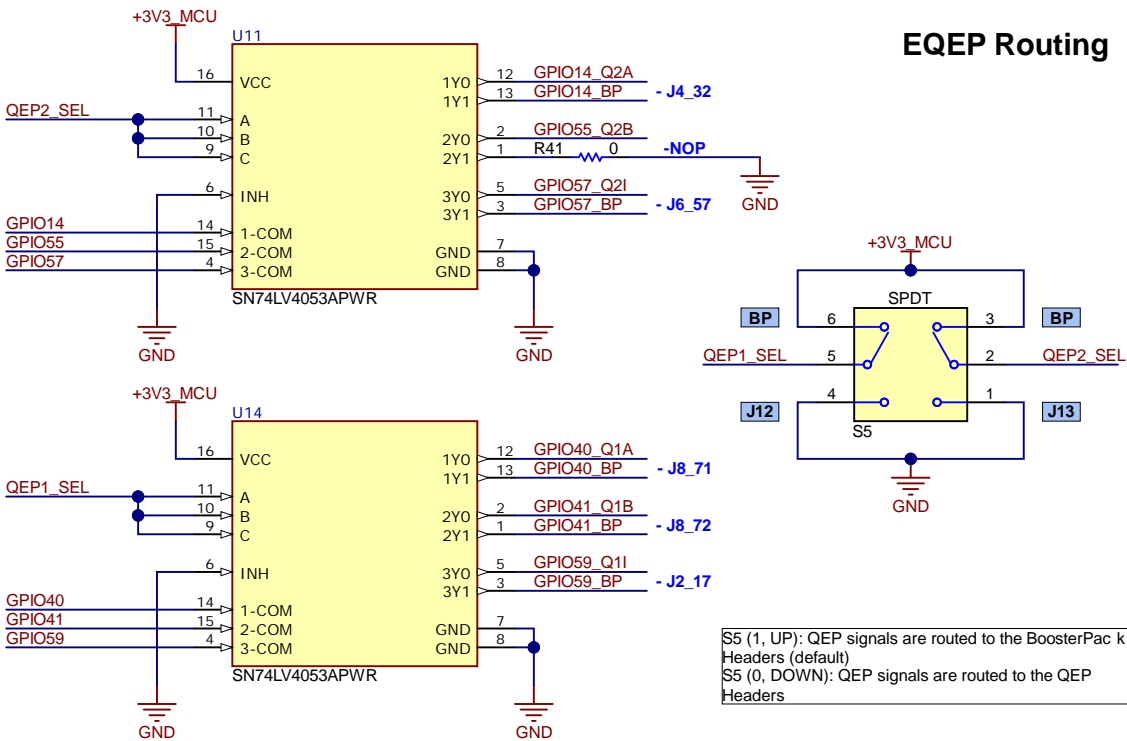 EQEP Routing
+3V3_MCU
U11
16 VCC
QEP2_SEL
11 A
10 B
9 C
6 INH
GPIO14 14 1-COM
GPIO55 15 2-COM
GPIO57 4 3-COM
1Y0 12 GPIO14_Q2A
1Y1 13 GPIO14_BP - J4_32
2Y0 2 GPIO55_Q2B
2Y1 1 R41 0 -NOP
3Y0 5 GPIO57_Q2I
3Y1 3 GPIO57_BP - J6_57
GND 7
GND 8
SN74LV4053APWR
GND
GND
GND
+3V3_MCU
U14
16 VCC
QEP1_SEL
11 A
10 B
9 C
6 INH
GPIO40 14 1-COM
GPIO41 15 2-COM
GPIO59 4 3-COM
1Y0 12 GPIO40_Q1A
1Y1 13 GPIO40_BP - J8_71
2Y0 2 GPIO41_Q1B
2Y1 1 GPIO41_BP - J8_72
3Y0 5 GPIO59_Q1I
3Y1 3 GPIO59_BP - J2_17
GND 7
GND 8
SN74LV4053APWR
GND
GND
+3V3_MCU
SPDT
BP 6 3 BP
QEP1_SEL 5 2 QEP2_SEL
J12 4 1 J13
S5
GND
S5 (1, UP): QEP signals are routed to the BoosterPac k
Headers (default)
S5 (0, DOWN): QEP signals are routed to the QEP
Headers